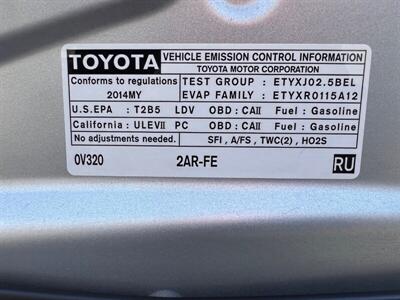 TOYOTA VEHICLE EMISSION CONTROL INFORMATION
TOYOTA MOTOR CORPORATION
Conforms to regulations TEST GROUP : ETYXJ02.5BEL
2014MY EVAP FAMILY : ETYXR0115A12
U.S.EPA : T2B5 LDV OBD : CAII Fuel : Gasoline
California : ULEVII PC OBD : CAII Fuel : Gasoline
No adjustments needed. SFI , A/FS , TWC(2) , HO2S
0V320 2AR-FE RU